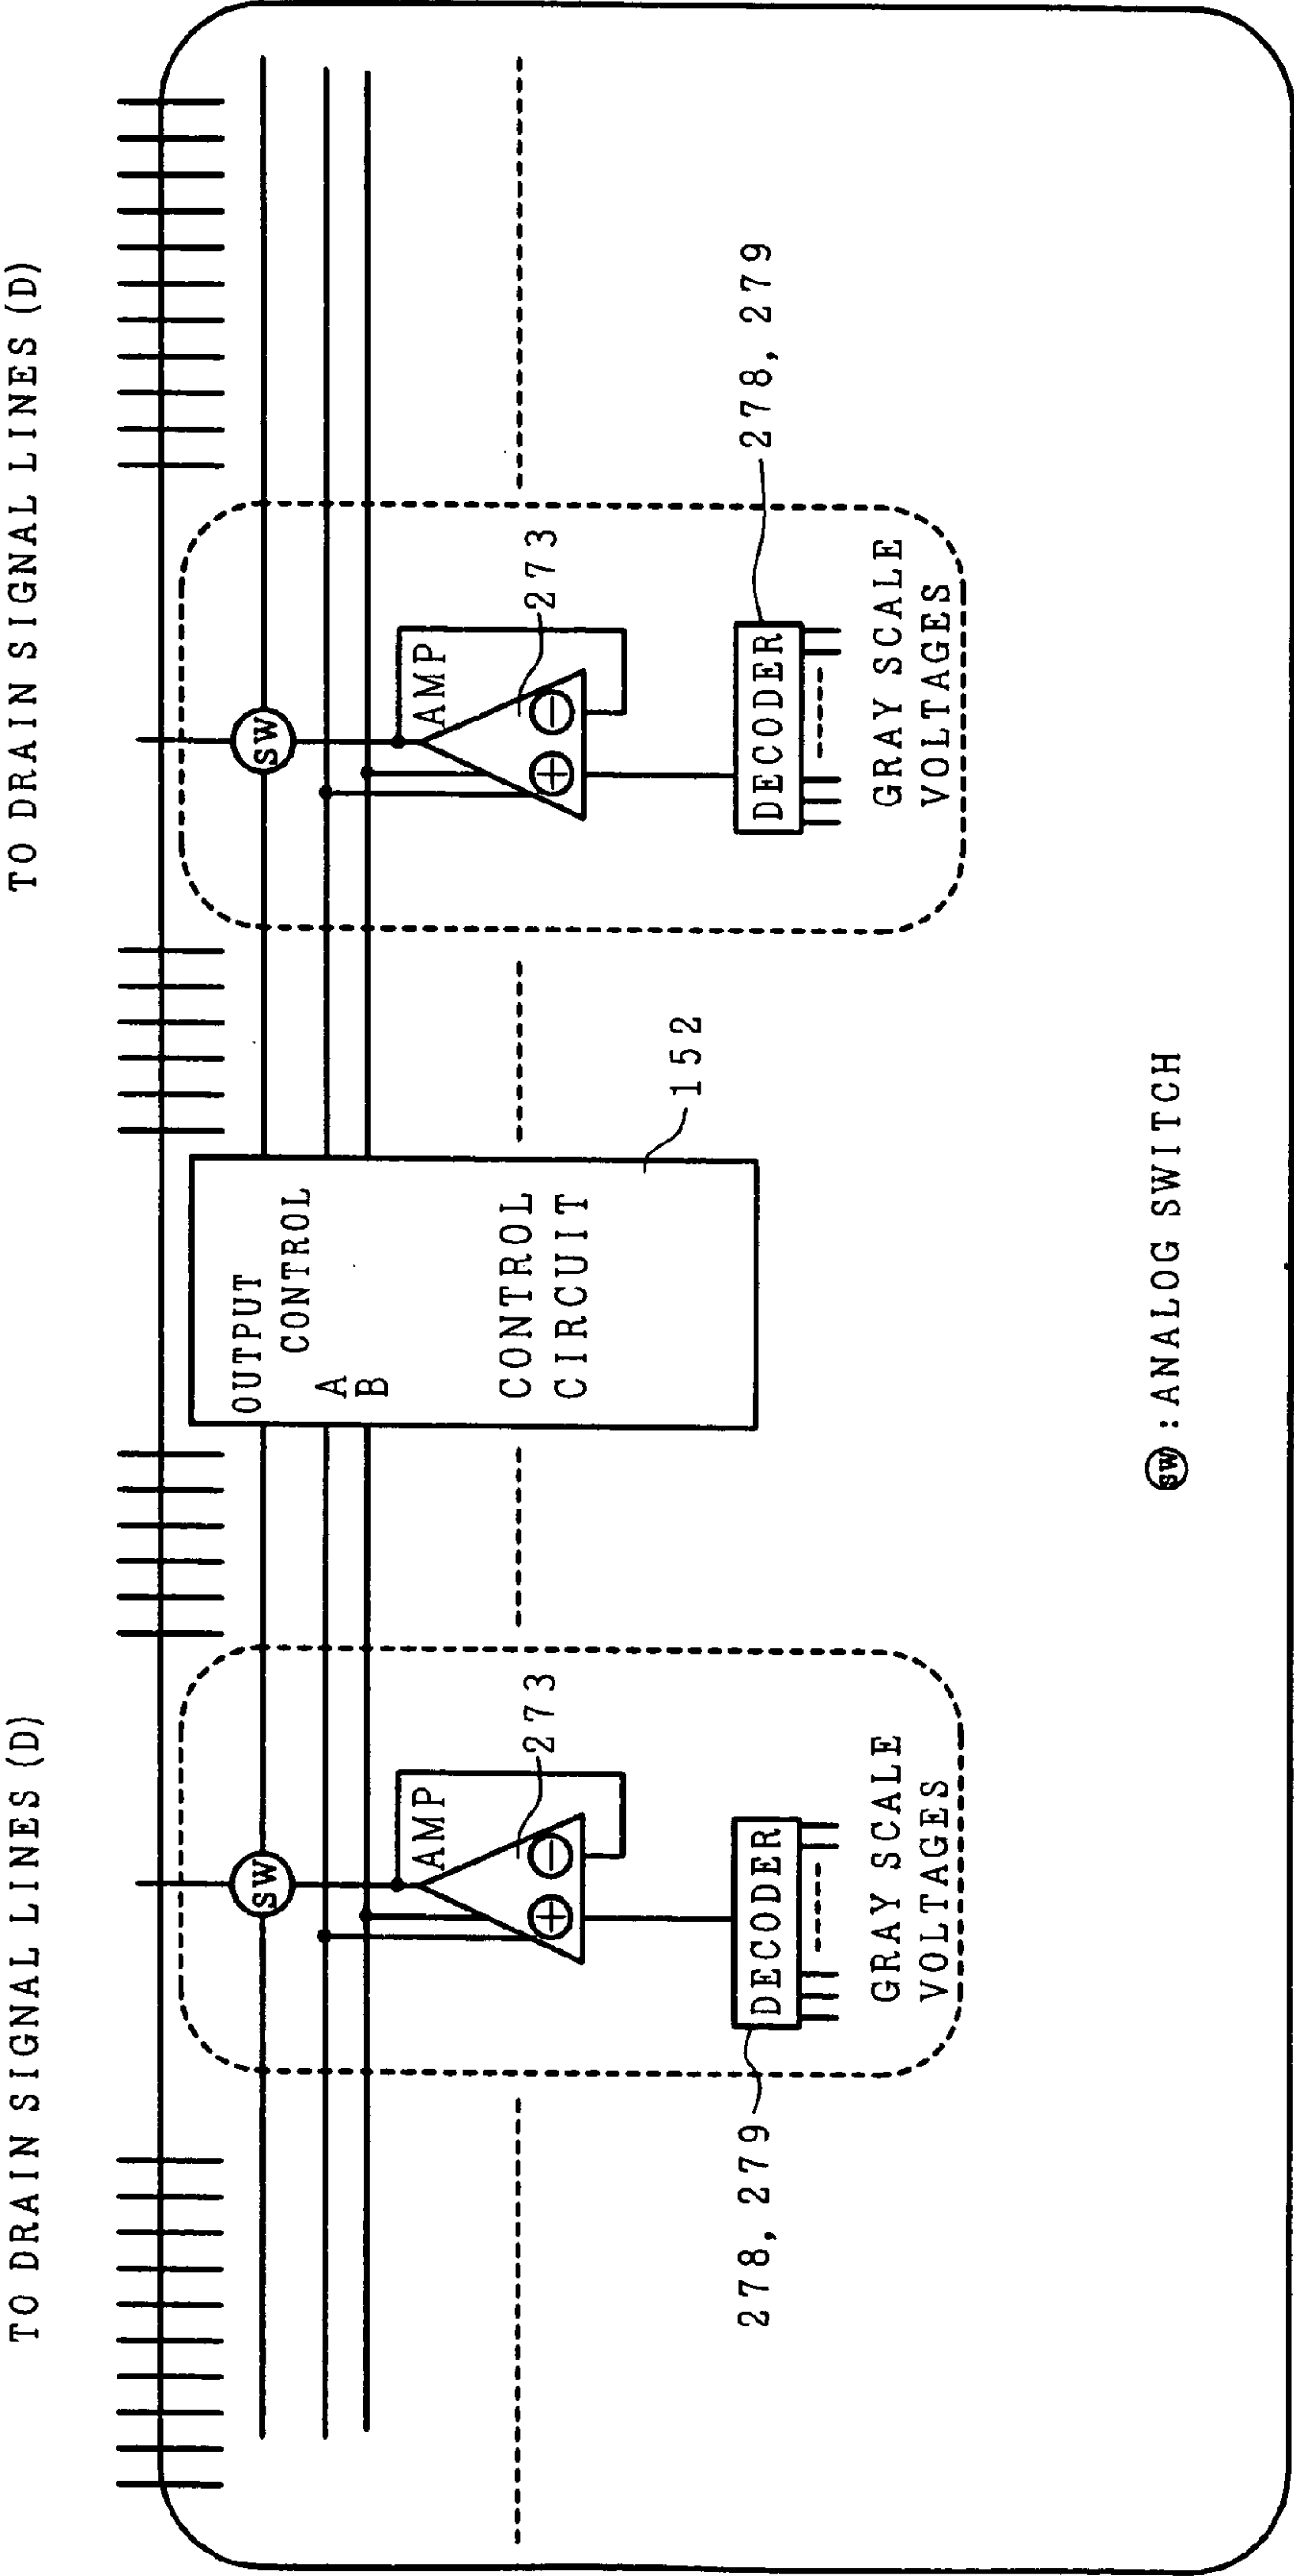 TO DRAIN SIGNAL LINES (D)
TO DRAIN SIGNAL LINES (D)
SW
SW
OUTPUT
CONTROL
A
B
AMP
AMP
273
273
+
−
+
−
CONTROL
CIRCUIT
152
278, 279
DECODER
DECODER
278, 279
GRAY SCALE
VOLTAGES
GRAY SCALE
VOLTAGES
SW : ANALOG SWITCH